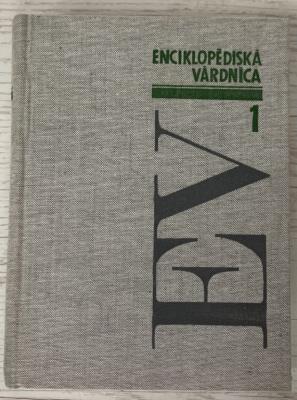 ENCIKLOPĒDISKĀ
VĀRDNĪCA
1
EV